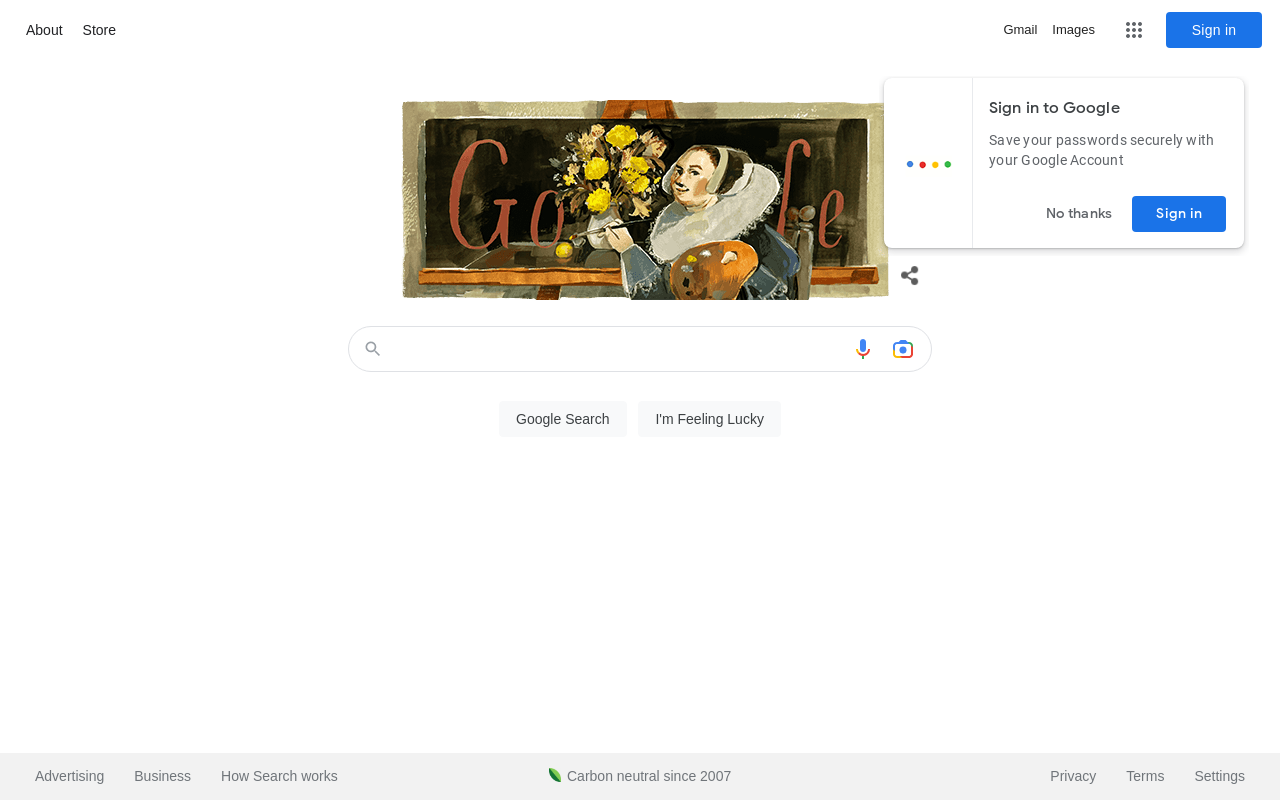 About Store
Gmail Images Sign in
Google
Sign in to Google
Save your passwords securely with
your Google Account
No thanks Sign in
Google Search I'm Feeling Lucky
Advertising Business How Search works
Carbon neutral since 2007
Privacy Terms Settings